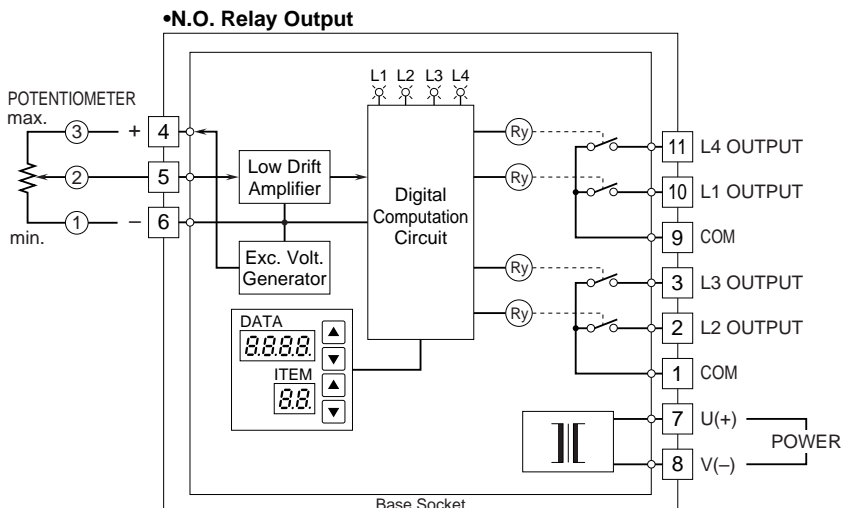 •N.O. Relay Output
L1 L2 L3 L4
POTENTIOMETER
max.
3 + 4
2 5
1 – 6
min.
Low Drift
Amplifier
Exc. Volt.
Generator
Digital
Computation
Circuit
DATA
8.8.8.8.
ITEM
8.8.
Ry
Ry
Ry
Ry
11 L4 OUTPUT
10 L1 OUTPUT
9 COM
3 L3 OUTPUT
2 L2 OUTPUT
1 COM
7 U(+)
8 V(–)
POWER
Base Socket